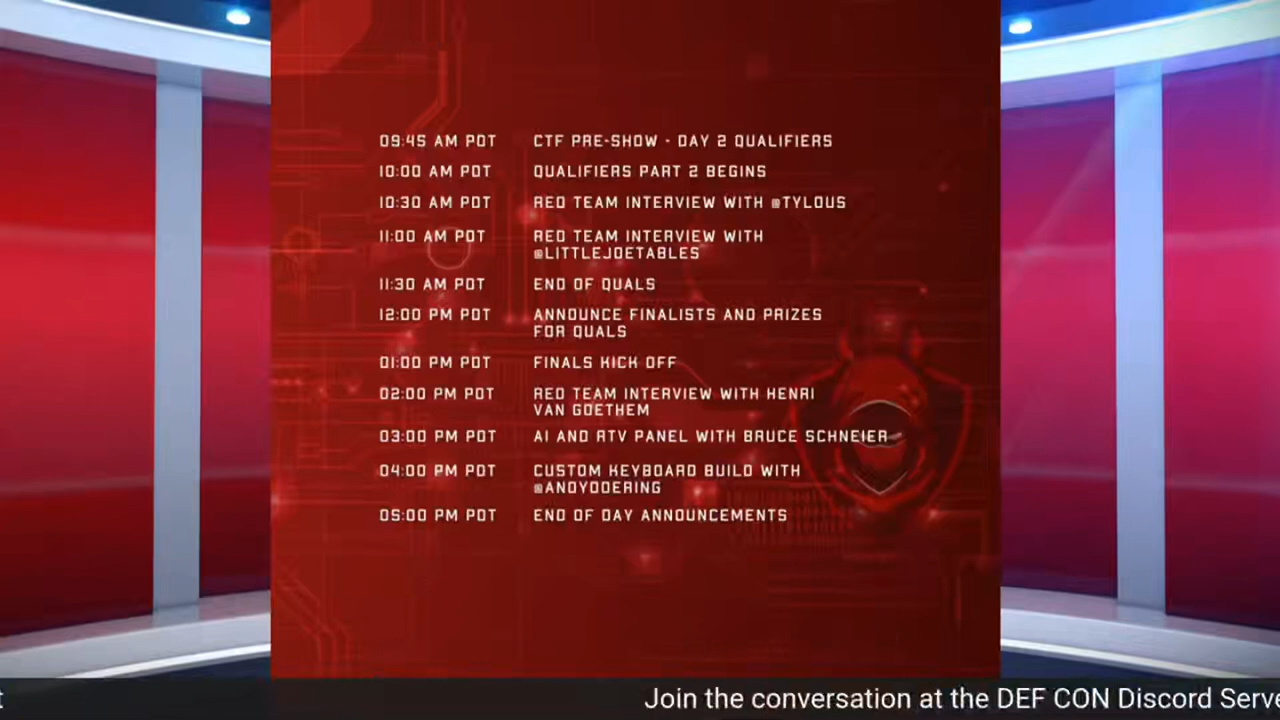 09:45 AM PDT CTF PRE-SHOW - DAY 2 QUALIFIERS
10:00 AM PDT QUALIFIERS PART 2 BEGINS
10:30 AM PDT RED TEAM INTERVIEW WITH @TYLOUS
11:00 AM PDT RED TEAM INTERVIEW WITH
@LITTLEJOETABLES
11:30 AM PDT END OF QUALS
12:00 PM PDT ANNOUNCE FINALISTS AND PRIZES
FOR QUALS
01:00 PM PDT FINALS KICK OFF
02:00 PM PDT RED TEAM INTERVIEW WITH HENRI
VAN GOETHEM
03:00 PM PDT AI AND RTV PANEL WITH BRUCE SCHNEIER
04:00 PM PDT CUSTOM KEYBOARD BUILD WITH
@ANDYDOERING
05:00 PM PDT END OF DAY ANNOUNCEMENTS
t Join the conversation at the DEF CON Discord Serve